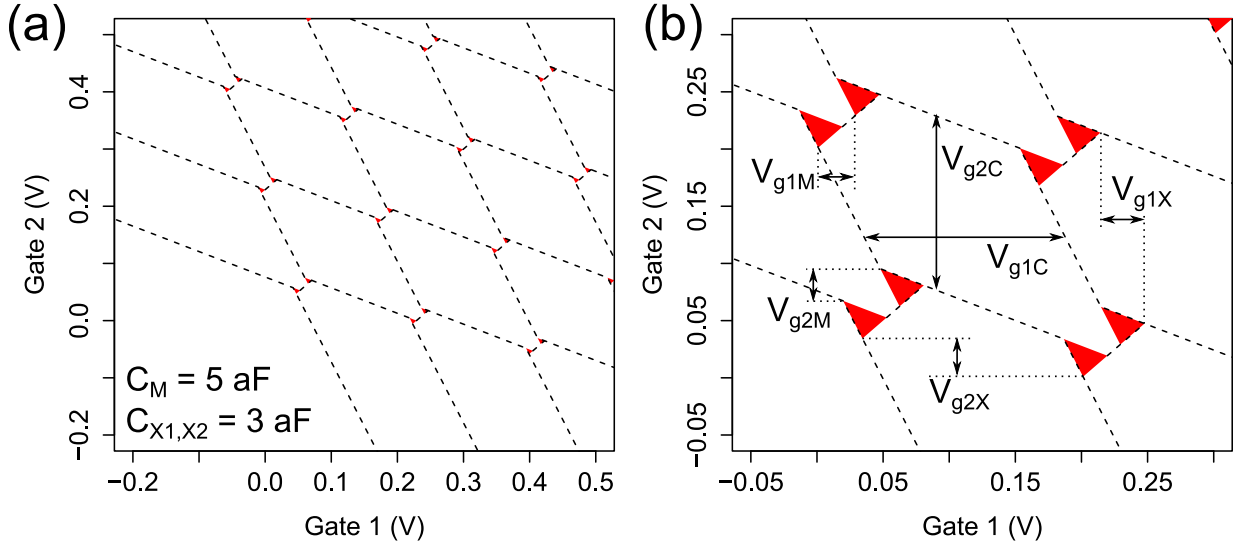 (a)
Gate 2 (V)
0.4
0.2
0.0
−0.2
C_M = 5 aF
C_X1,X2 = 3 aF
−0.2
0.0
0.1
0.2
0.3
0.4
0.5
Gate 1 (V)
(b)
Gate 2 (V)
0.25
0.15
0.05
−0.05
V_g1M
V_g2C
V_g1X
V_g1C
V_g2M
V_g2X
−0.05
0.05
0.15
0.25
Gate 1 (V)